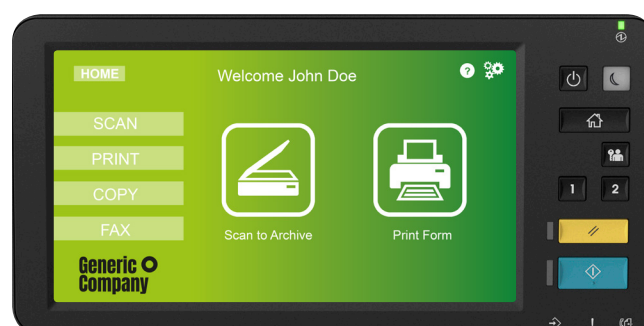 HOME
Welcome John Doe
?
SCAN
PRINT
COPY
FAX
Scan to Archive
Print Form
Generic
Company
1 2